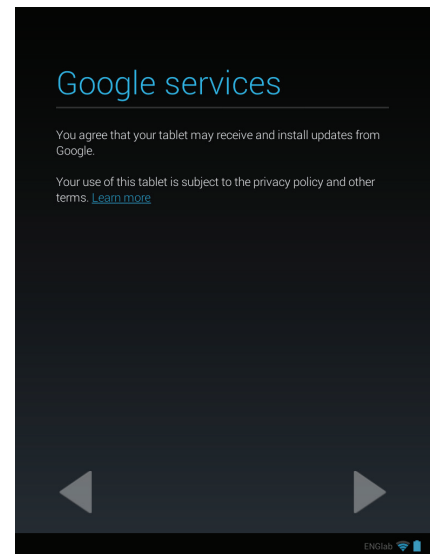 Google services
You agree that your tablet may receive and install updates from
Google.
Your use of this tablet is subject to the privacy policy and other
terms. Learn more
ENGlab